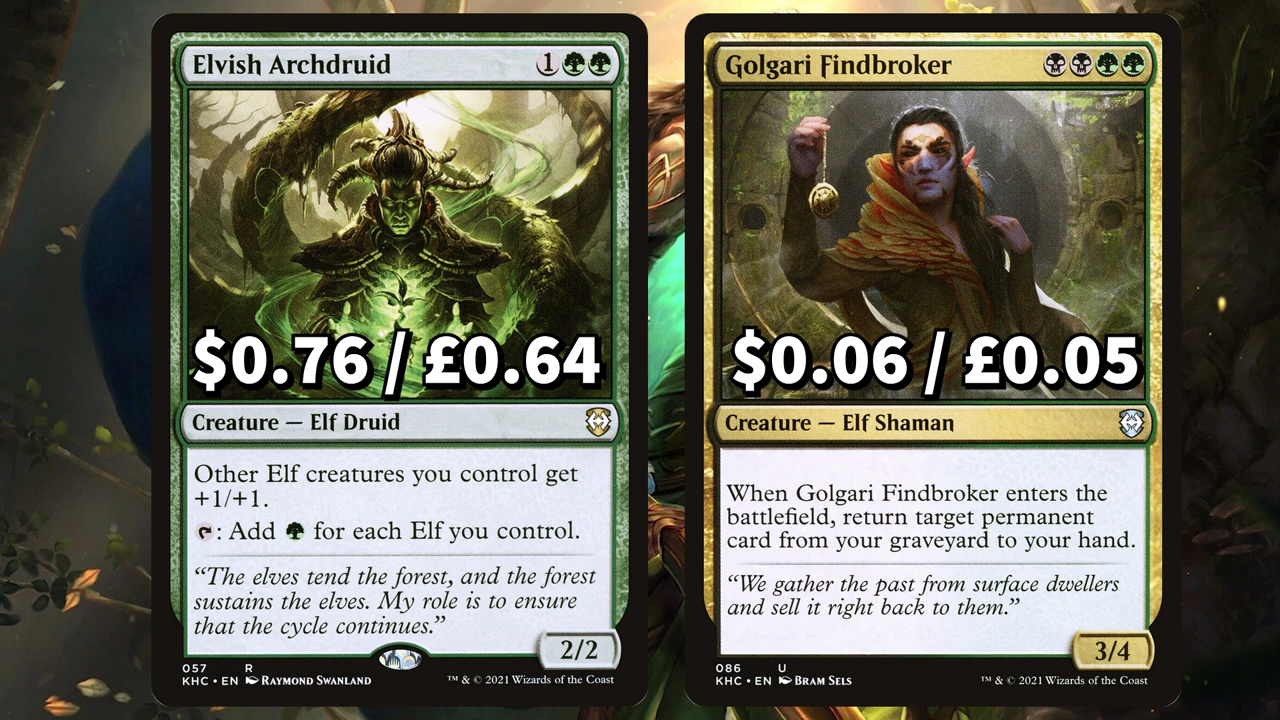 Elvish Archdruid 1
$0.76 / £0.64
Creature — Elf Druid
Other Elf creatures you control get
+1/+1.
: Add for each Elf you control.
“The elves tend the forest, and the forest
sustains the elves. My role is to ensure
that the cycle continues.”
2/2
057 R
KHC • EN Raymond Swanland
™ & © 2021 Wizards of the Coast
Golgari Findbroker
$0.06 / £0.05
Creature — Elf Shaman
When Golgari Findbroker enters the
battlefield, return target permanent
card from your graveyard to your hand.
“We gather the past from surface dwellers
and sell it right back to them.”
3/4
086 U
KHC • EN Bram Sels
™ & © 2021 Wizards of the Coast